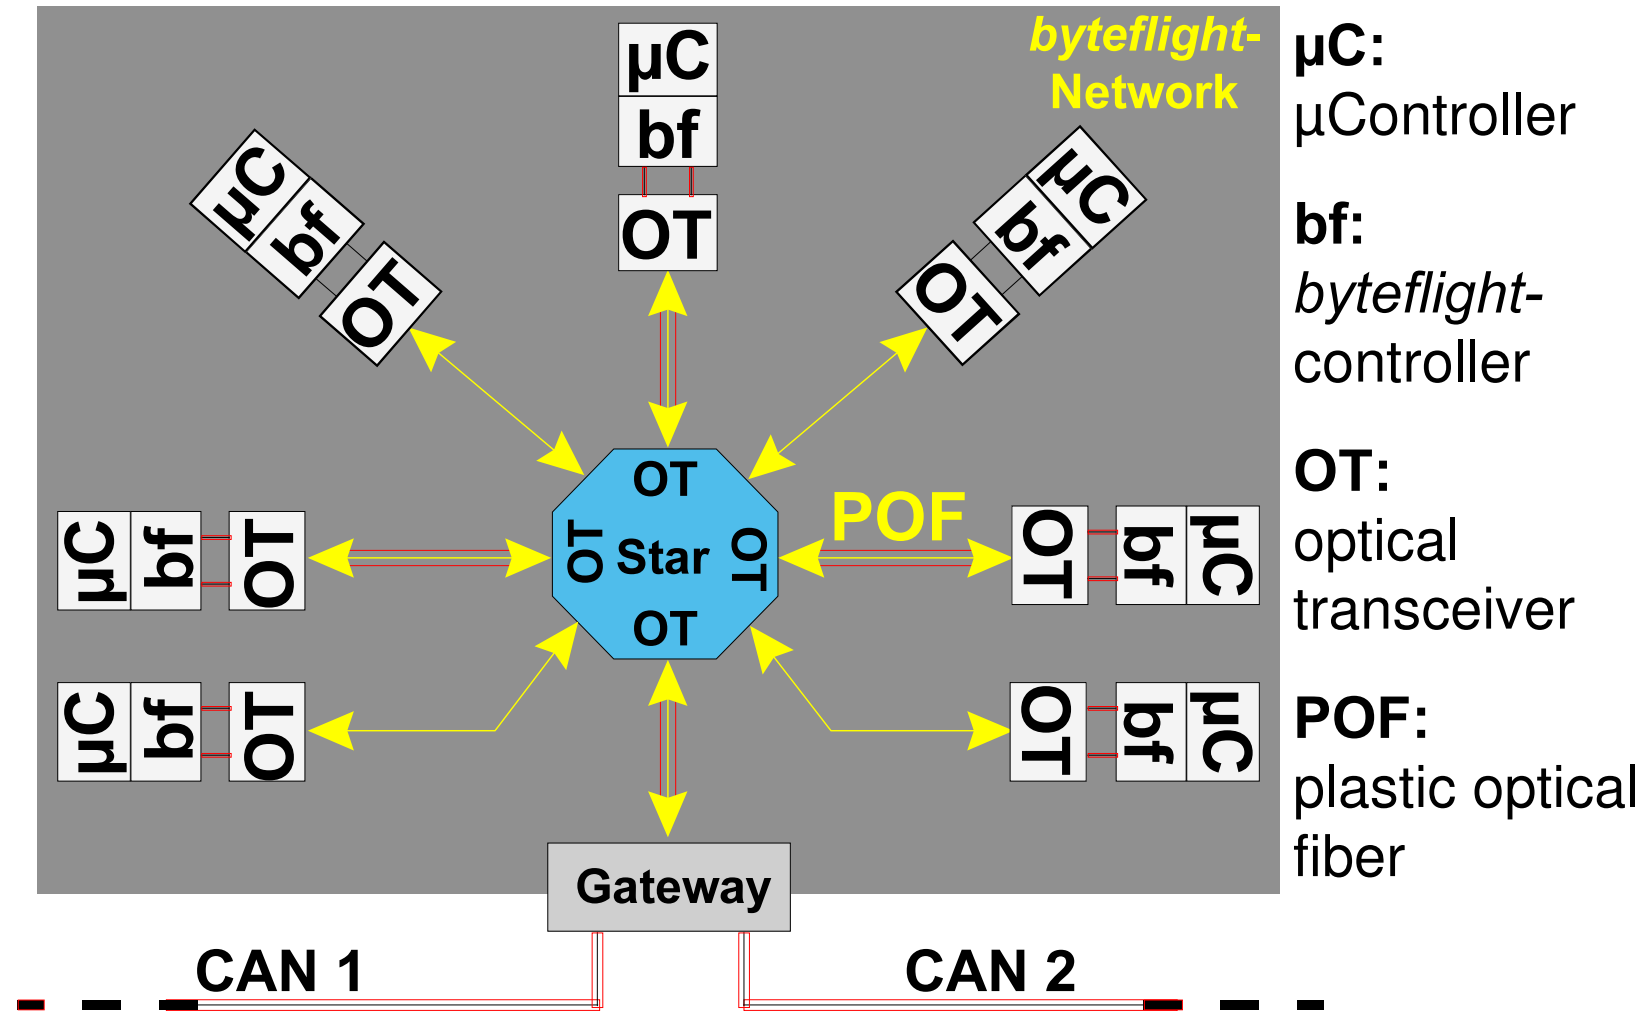 byteflight-
Network
µC
bf
OT
µC
bf
OT
µC
bf
OT
OT
OT
Star
OT
OT
POF
µC
bf
OT
OT
bf
µC
µC
bf
OT
OT
bf
µC
Gateway
CAN 1
CAN 2
µC:
µController
bf:
byteflight-
controller
OT:
optical
transceiver
POF:
plastic optical
fiber